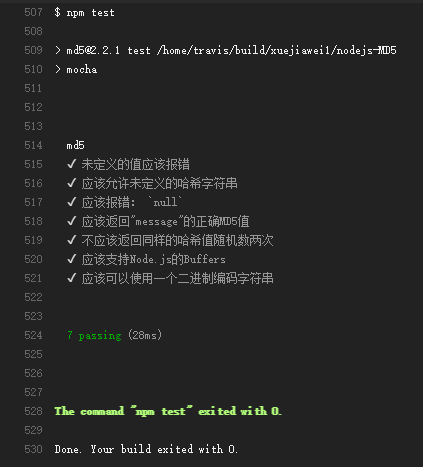 507 $ npm test
508
509 > md5@2.2.1 test /home/travis/build/xuejiawei1/nodejs-MD5
510 > mocha
511
512
513
514 md5
515 ✔ 未定义的值应该报错
516 ✔ 应该允许未定义的哈希字符串
517 ✔ 应该报错: `null`
518 ✔ 应该返回"message"的正确MD5值
519 ✔ 不应该返回同样的哈希值随机数两次
520 ✔ 应该支持Node.js的Buffers
521 ✔ 应该可以使用一个二进制编码字符串
522
523
524 7 passing (28ms)
525
526
527
528 The command "npm test" exited with 0.
529
530 Done. Your build exited with 0.